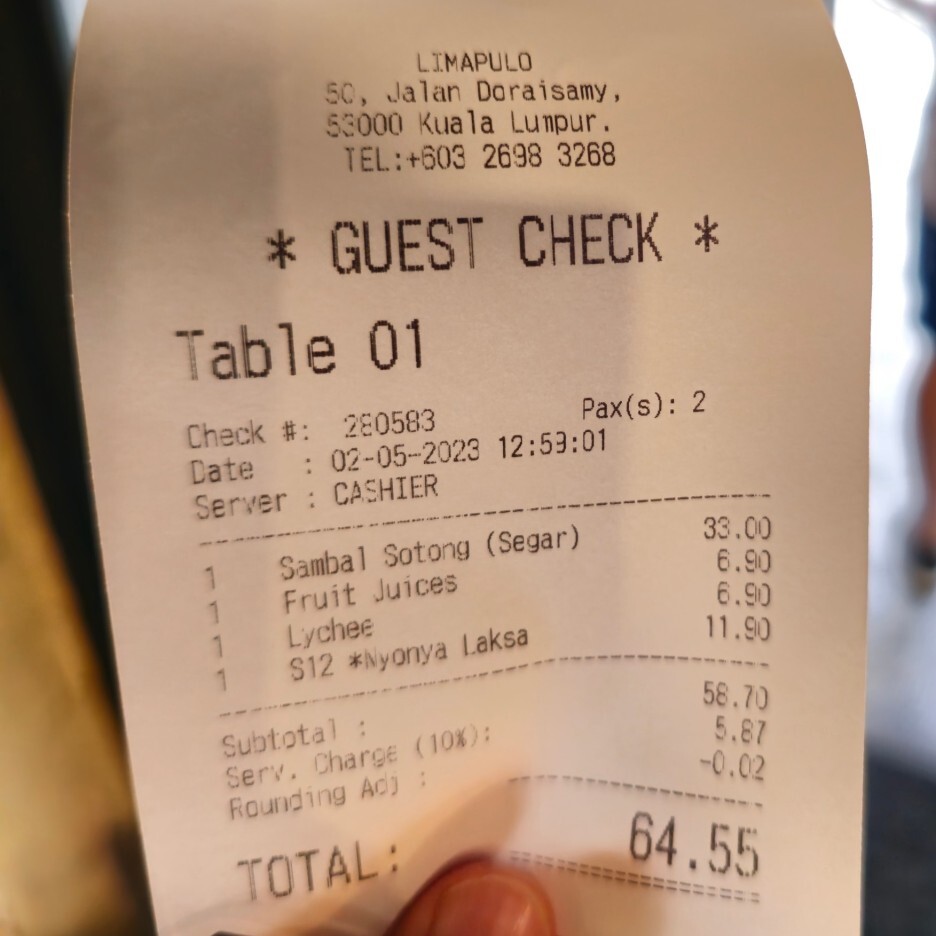 LIMAPULO
50, Jalan Doraisamy,
53000 Kuala Lumpur.
TEL:+603 2698 3268
* GUEST CHECK *
Table 01
Check #: 280583 Pax(s): 2
Date : 02-05-2023 12:59:01
Server : CASHIER
1 Sambal Sotong (Segar) 33.00
1 Fruit Juices 6.90
1 Lychee 6.90
1 S12 *Nyonya Laksa 11.90
Subtotal : 58.70
Serv. Charge (10%): 5.87
Rounding Adj : -0.02
TOTAL: 64.55